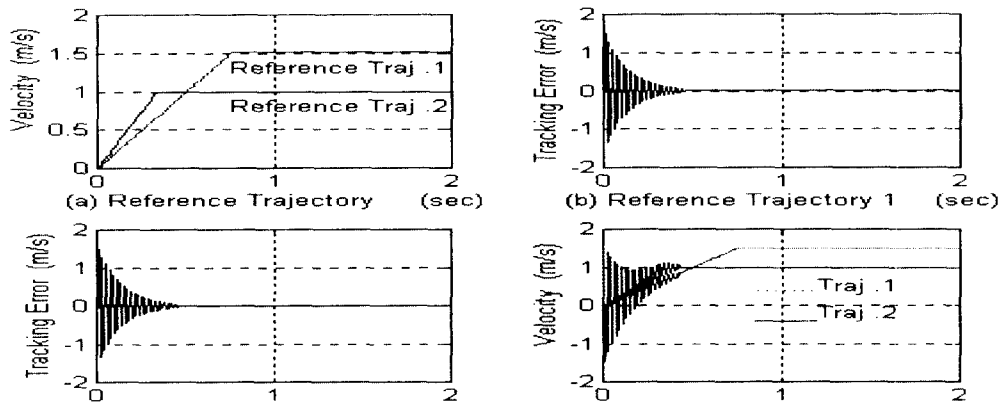 Velocity (m/s)
2
1.5
1
0.5
0
Reference Traj .1
Reference Traj .2
0
1
2
(a) Reference Trajectory
(sec)
Tracking Error (m/s)
2
1
0
-1
-2
0
1
2
(b) Reference Trajectory 1
(sec)
Tracking Error (m/s)
2
1
0
-1
-2
0
1
2
Velocity (m/s)
2
1
0
-1
-2
Traj .1
Traj .2
0
1
2